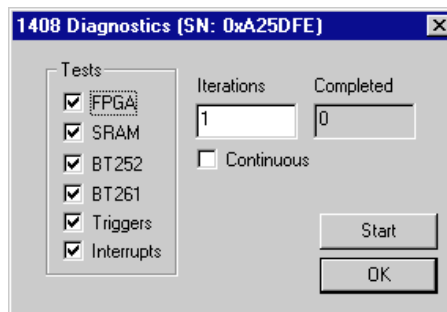 1408 Diagnostics (SN: 0xA25DFE)
Tests
FPGA
SRAM
BT252
BT261
Triggers
Interrupts
Iterations
1
Completed
0
Continuous
Start
OK